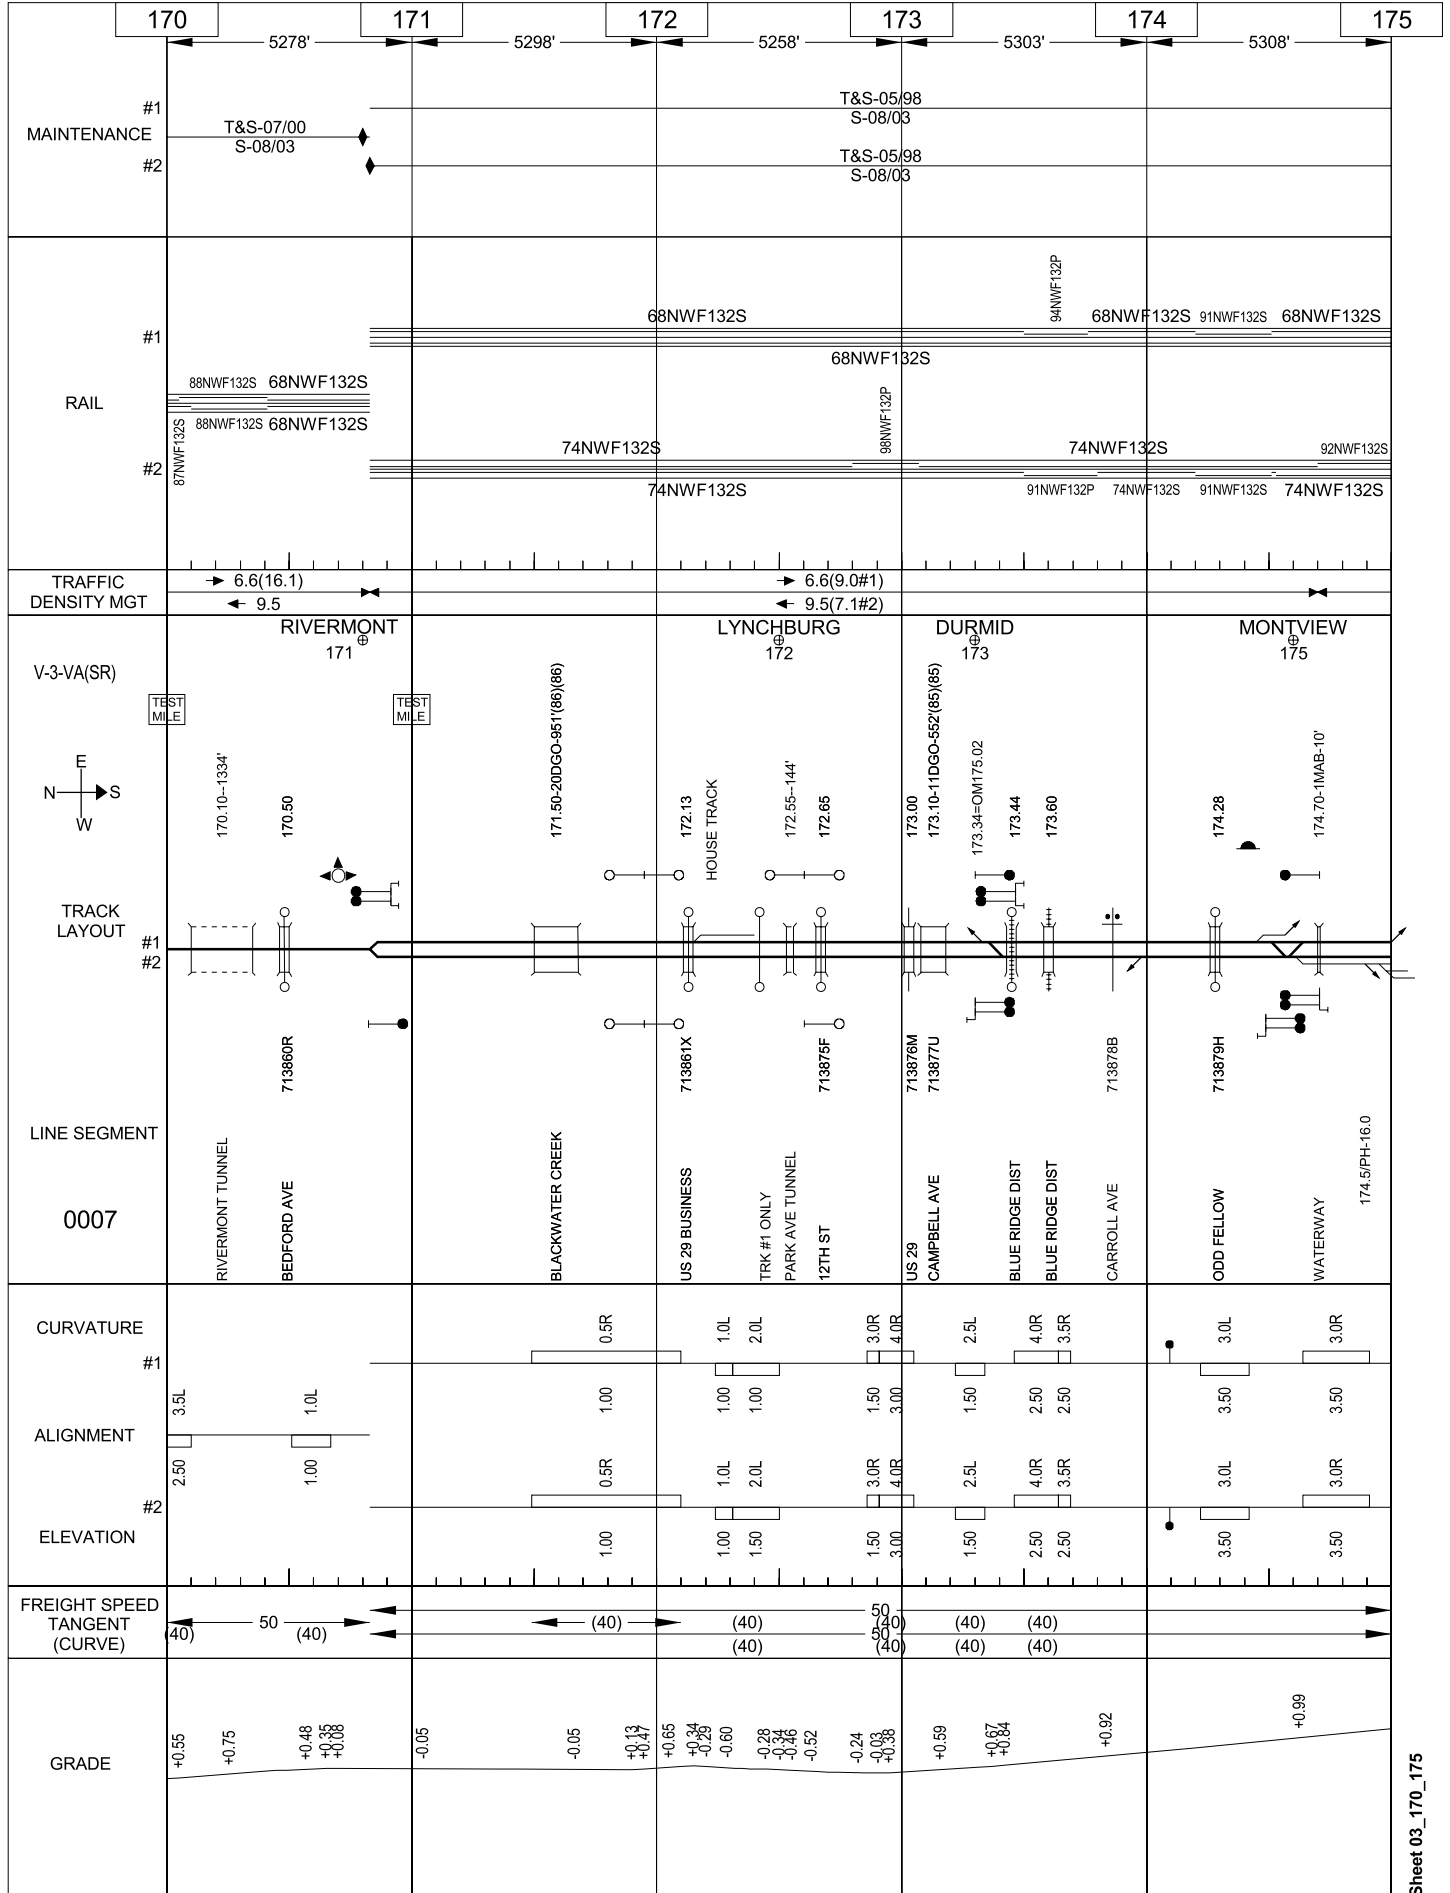 170 171 172 173 174 175
5278' 5298' 5258' 5303' 5308'
#1 T&S-05/98
S-08/03
MAINTENANCE T&S-07/00
S-08/03
#2 T&S-05/98
S-08/03
94NWF132P
68NWF132S 68NWF132S 91NWF132S 68NWF132S
#1
68NWF132S
88NWF132S 68NWF132S
RAIL
88NWF132S 68NWF132S
87NWF132S
98NWF132P
74NWF132S 74NWF132S 92NWF132S
#2
74NWF132S 91NWF132P 74NWF132S 91NWF132S 74NWF132S
TRAFFIC
DENSITY MGT
6.6(16.1) 6.6(9.0#1)
9.5 9.5(7.1#2)
RIVERMONT LYNCHBURG DURMID MONTVIEW
171 172 173 175
V-3-VA(SR)
TEST
MILE
TEST
MILE
E
N S
W
170.10--1334'
170.50
171.50-20DGO-951'(86)(86)
172.13
HOUSE TRACK
172.55--144'
172.65
173.00
173.10-11DGO-552'(85)(85)
173.34=OM175.02
173.44
173.60
174.28
174.70-1MAB-10'
TRACK
LAYOUT
#1
#2
713860R
713861X
713875F
713876M
713877U
713878B
713879H
LINE SEGMENT
0007
RIVERMONT TUNNEL
BEDFORD AVE
BLACKWATER CREEK
US 29 BUSINESS
TRK #1 ONLY
PARK AVE TUNNEL
12TH ST
US 29
CAMPBELL AVE
BLUE RIDGE DIST
BLUE RIDGE DIST
CARROLL AVE
ODD FELLOW
WATERWAY
174.5/PH-16.0
CURVATURE 0.5R 1.0L 2.0L 3.0R 4.0R 2.5L 4.0R 3.5R 3.0L 3.0R
#1
3.5L 1.0L 1.00 1.00 1.00 1.50 3.00 1.50 2.50 2.50 3.50 3.50
ALIGNMENT
2.50 1.00 0.5R 1.0L 2.0L 3.0R 4.0R 2.5L 4.0R 3.5R 3.0L 3.0R
#2
ELEVATION 1.00 1.00 1.50 1.50 3.00 1.50 2.50 2.50 3.50 3.50
FREIGHT SPEED
TANGENT
(CURVE)
50
50 (40) (40) (40) (40) (40)
(40) (40) 50
(40) (40) (40) (40)
GRADE
+0.55 +0.75 +0.48 +0.35 +0.08 -0.05 -0.05 +0.13 +0.47 +0.65 +0.34 -0.29 -0.60 -0.28 -0.34 -0.46 -0.52 -0.24 -0.03 +0.38 +0.59 +0.67 +0.84 +0.92 +0.99
Sheet 03_170_175